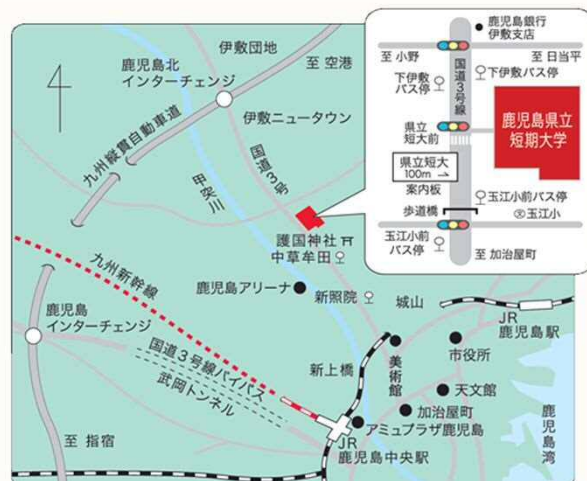 伊敷団地
至 空港
鹿児島北
インターチェンジ
伊敷ニュータウン
九州縦貫自動車道
国道3号
甲突川
護国神社
中草牟田
九州新幹線
鹿児島アリーナ
新照院
城山
鹿児島
インターチェンジ
JR
鹿児島駅
国道3号線バイパス
武岡トンネル
新上橋
美術館
市役所
天文館
加治屋町
アミュプラザ鹿児島
至 指宿
JR
鹿児島中央駅
鹿児島湾
鹿児島銀行
伊敷支店
至 小野
国道3号線
至 日当平
下伊敷バス停
下伊敷
バス停
県立
短大前
鹿児島県立
短期大学
県立短大
100m →
案内板
玉江小前バス停
歩道橋
文 玉江小
玉江小前
バス停
至 加治屋町